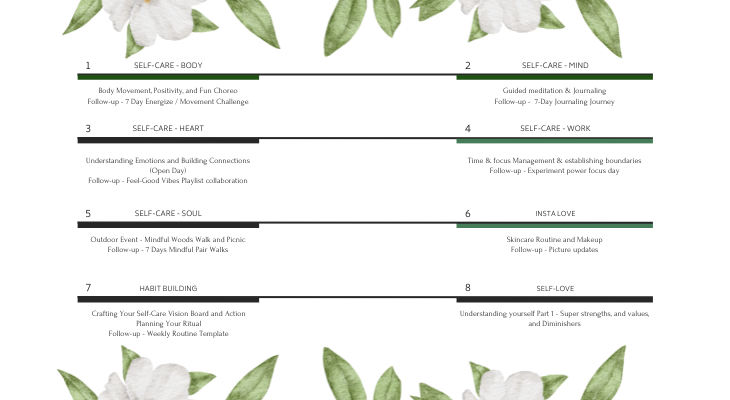 1 SELF-CARE - BODY
Body Movement, Positivity, and Fun Choreo
Follow-up - 7 Day Energize / Movement Challenge
2 SELF-CARE - MIND
Guided meditation & Journaling
Follow-up - 7-Day Journaling Journey
3 SELF-CARE - HEART
Understanding Emotions and Building Connections
(Open Day)
Follow-up - Feel-Good Vibes Playlist collaboration
4 SELF-CARE - WORK
Time & focus Management & establishing boundaries
Follow-up - Experiment power focus day
5 SELF-CARE - SOUL
Outdoor Event - Mindful Woods Walk and Picnic
Follow-up - 7 Days Mindful Pair Walks
6 INSTA LOVE
Skincare Routine and Makeup
Follow-up - Picture updates
7 HABIT BUILDING
Crafting Your Self-Care Vision Board and Action
Planning Your Ritual
Follow-up - Weekly Routine Template
8 SELF-LOVE
Understanding yourself Part 1 - Super strengths, and values,
and Diminishers